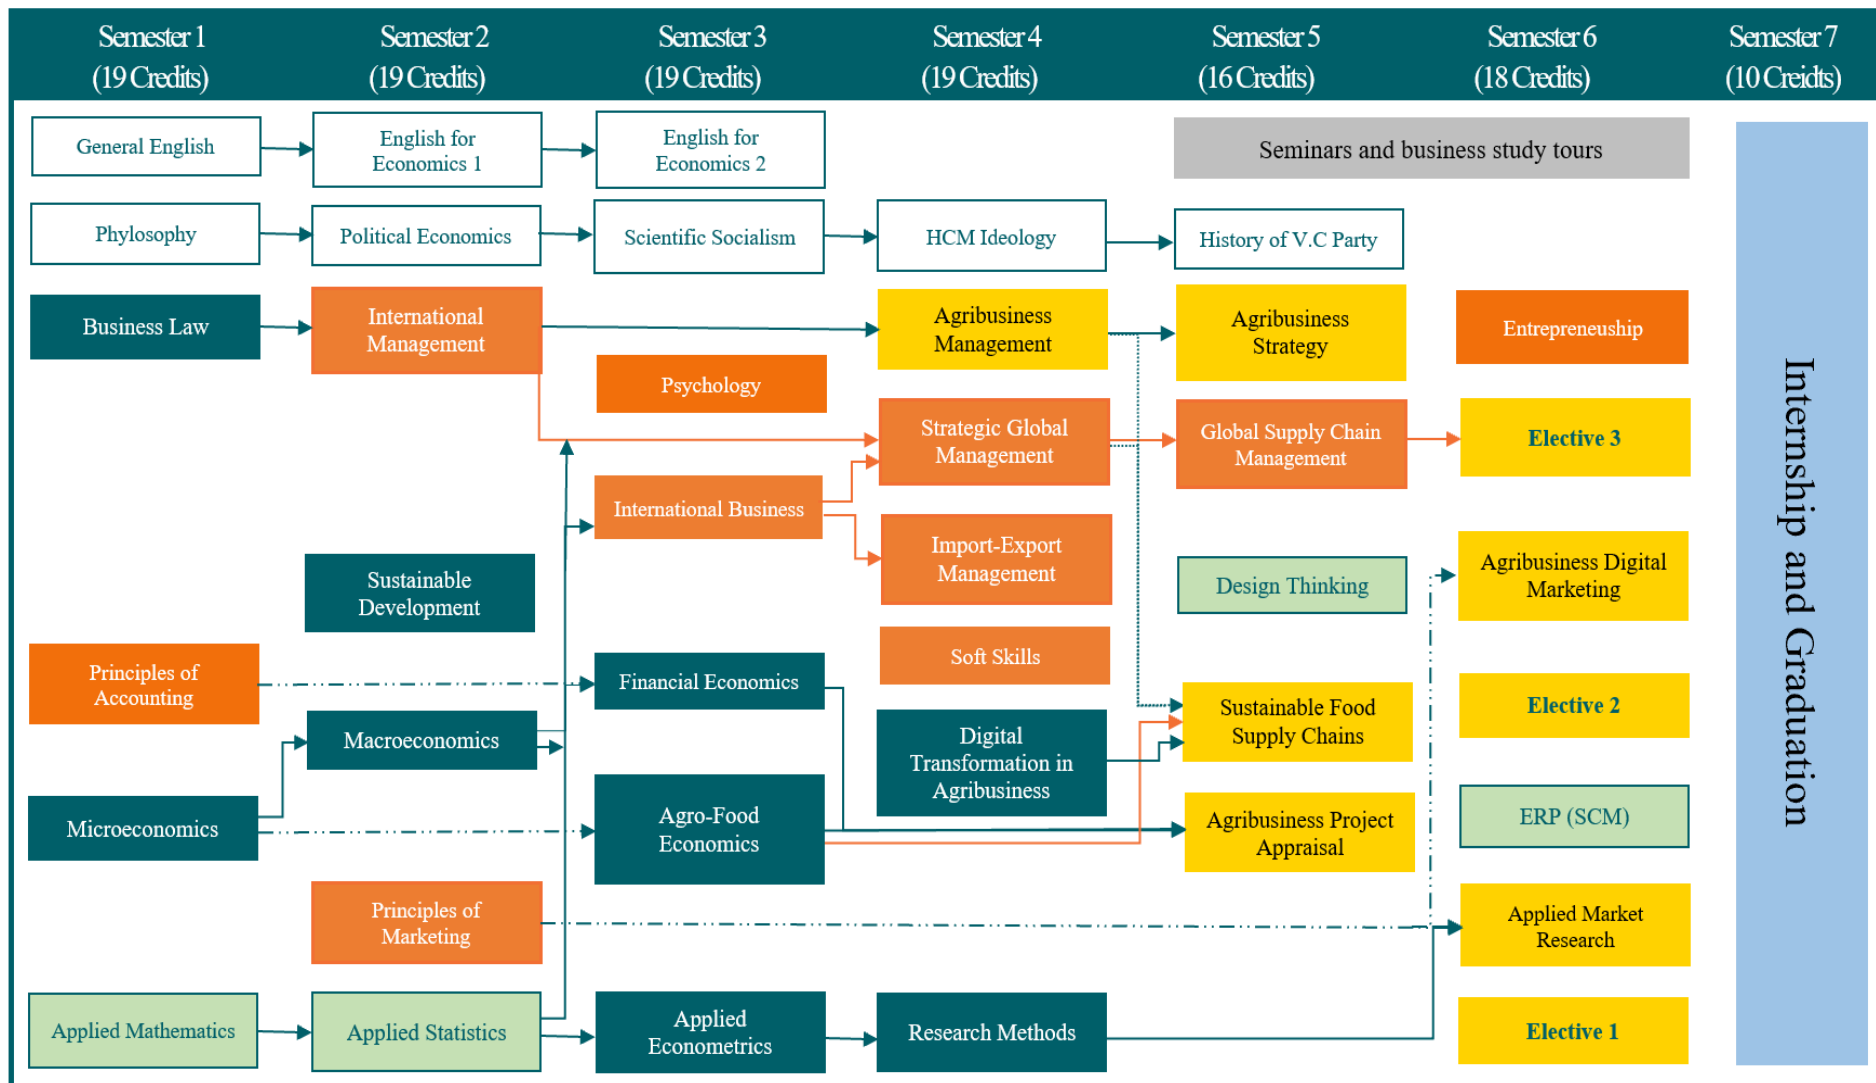 Semester 1
(19 Credits)
Semester 2
(19 Credits)
Semester 3
(19 Credits)
Semester 4
(19 Credits)
Semester 5
(16 Credits)
Semester 6
(18 Credits)
Semester 7
(10 Creidts)
General English
English for
Economics 1
English for
Economics 2
Seminars and business study tours
Phylosophy
Political Economics
Scientific Socialism
HCM Ideology
History of V.C Party
Business Law
International
Management
Agribusiness
Management
Agribusiness
Strategy
Entrepreneuship
Psychology
Strategic Global
Management
Global Supply Chain
Management
Elective 3
International Business
Import-Export
Management
Sustainable
Development
Design Thinking
Agribusiness Digital
Marketing
Principles of
Accounting
Financial Economics
Soft Skills
Macroeconomics
Digital
Transformation in
Agribusiness
Sustainable Food
Supply Chains
Elective 2
Microeconomics
Agro-Food
Economics
Agribusiness Project
Appraisal
ERP (SCM)
Principles of
Marketing
Applied Market
Research
Applied Mathematics
Applied Statistics
Applied
Econometrics
Research Methods
Elective 1
Internship and Graduation